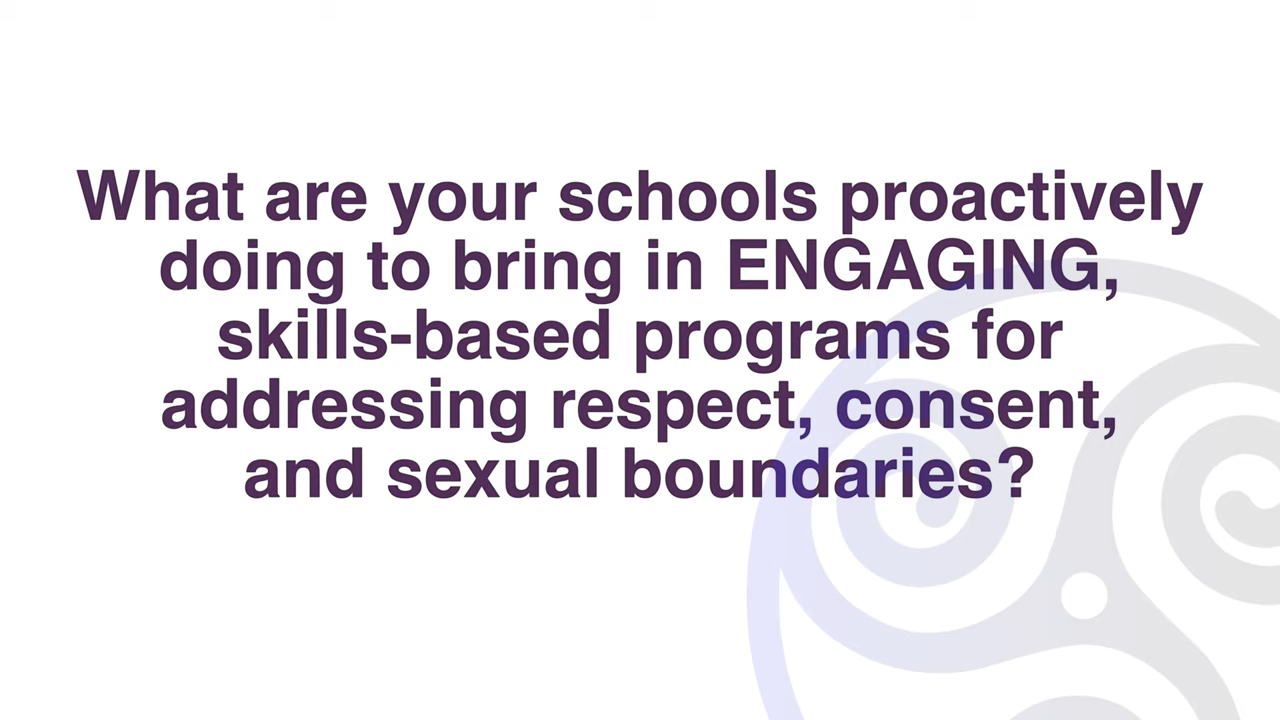 What are your schools proactively
doing to bring in ENGAGING,
skills-based programs for
addressing respect, consent,
and sexual boundaries?